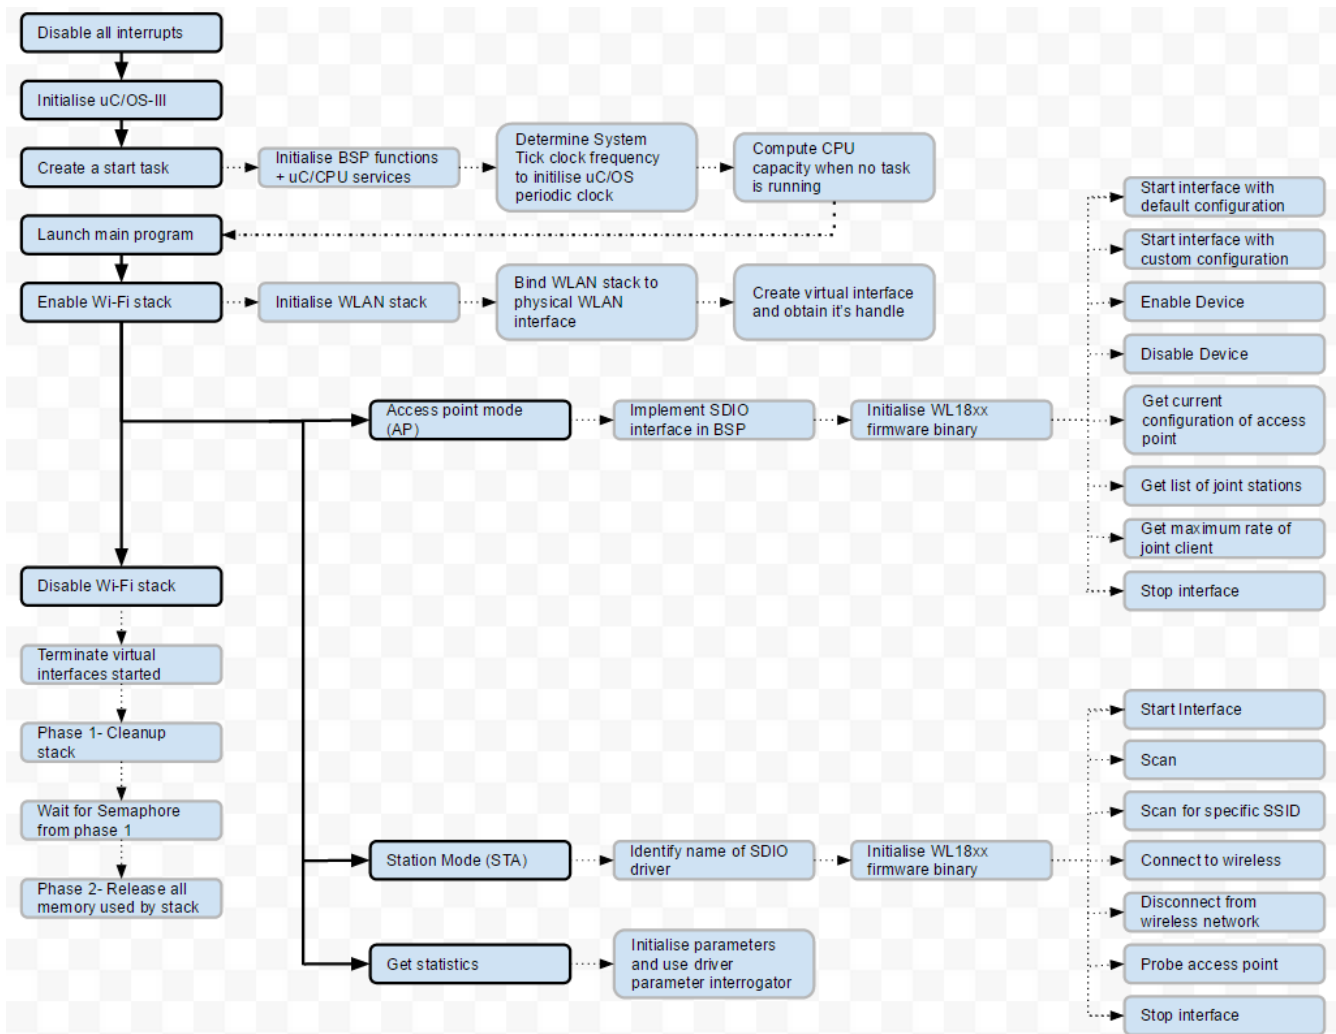 Disable all interrupts
Initialise uC/OS-III
Create a start task
Initialise BSP functions
+ uC/CPU services
Determine System
Tick clock frequency
to initilise uC/OS
periodic clock
Compute CPU
capacity when no task
is running
Launch main program
Enable Wi-Fi stack
Initialise WLAN stack
Bind WLAN stack to
physical WLAN
interface
Create virtual interface
and obtain it's handle
Access point mode
(AP)
Implement SDIO
interface in BSP
Initialise WL18xx
firmware binary
Start interface with
default configuration
Start interface with
custom configuration
Enable Device
Disable Device
Get current
configuration of access
point
Get list of joint stations
Get maximum rate of
joint client
Stop interface
Disable Wi-Fi stack
Terminate virtual
interfaces started
Phase 1- Cleanup
stack
Wait for Semaphore
from phase 1
Phase 2- Release all
memory used by stack
Station Mode (STA)
Identify name of SDIO
driver
Initialise WL18xx
firmware binary
Start Interface
Scan
Scan for specific SSID
Connect to wireless
Disconnect from
wireless network
Probe access point
Stop interface
Get statistics
Initialise parameters
and use driver
parameter interrogator